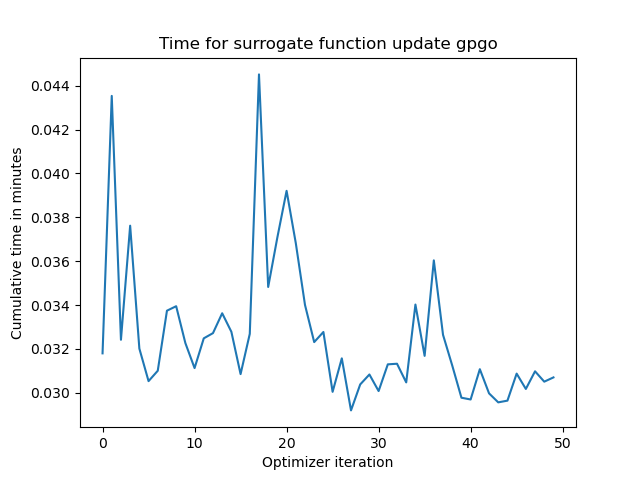 Time for surrogate function update gpgo
Cumulative time in minutes
0.044
0.042
0.040
0.038
0.036
0.034
0.032
0.030
0 10 20 30 40 50
Optimizer iteration